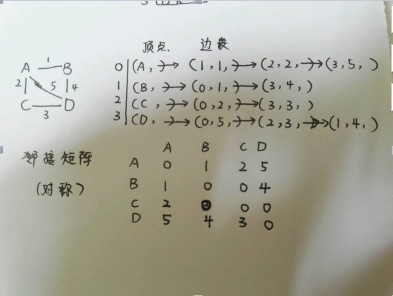 顶点 边表
A 1 B
2 5 4
C 3 D
0 (A, → (1,1, → (2,2, → (3,5, )
1 (B, → (0,1, → (3,4, )
2 (C, → (0,2, → (3,3, )
3 (D, → (0,5, → (2,3, → (1,4,
邻接矩阵
(对称)
A B C D
A 0 1 2 5
B 1 0 0 4
C 2 0 0 0
D 5 4 3 0